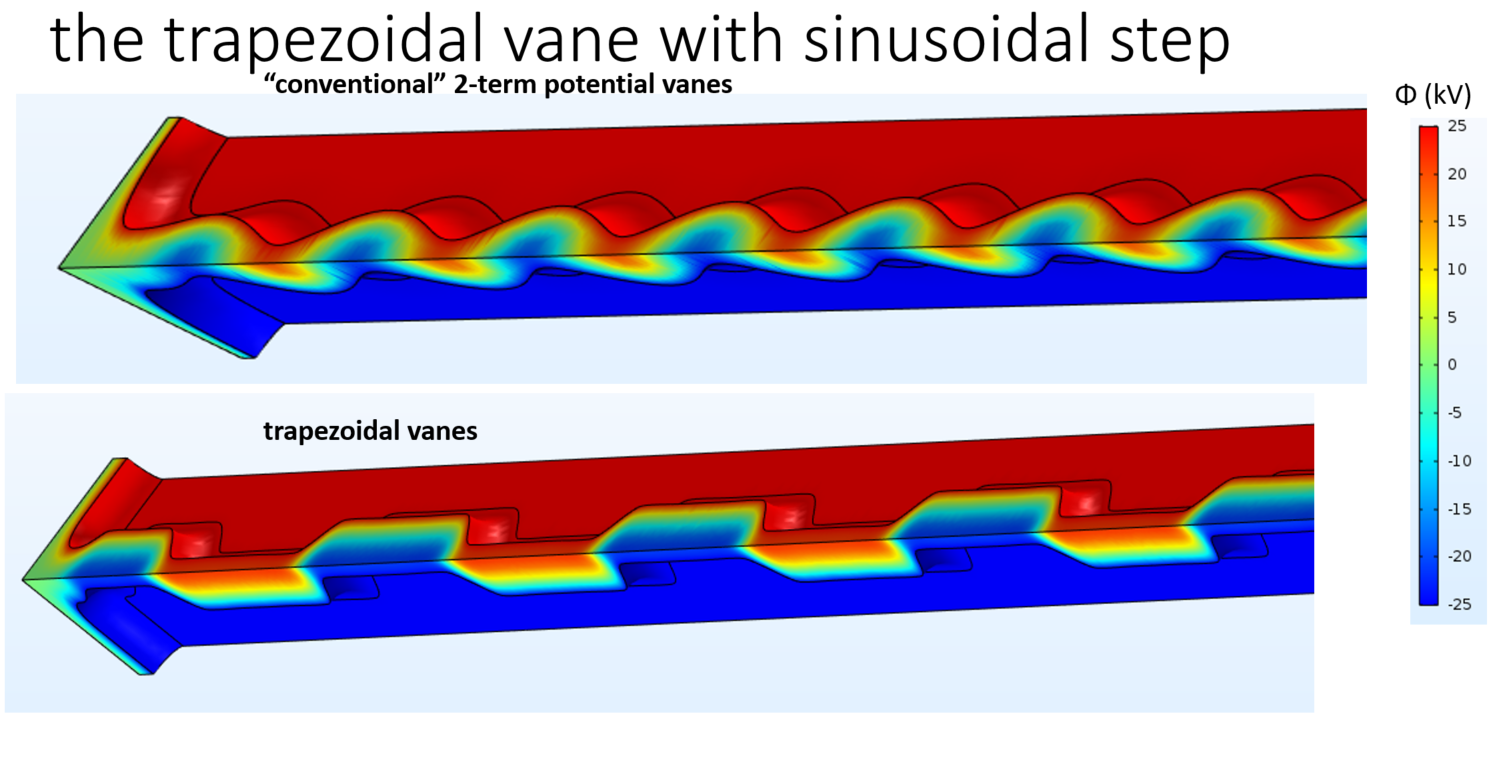 the trapezoidal vane with sinusoidal step
“conventional” 2-term potential vanes
Φ (kV)
25
20
15
10
5
0
-5
-10
-15
-20
-25
trapezoidal vanes